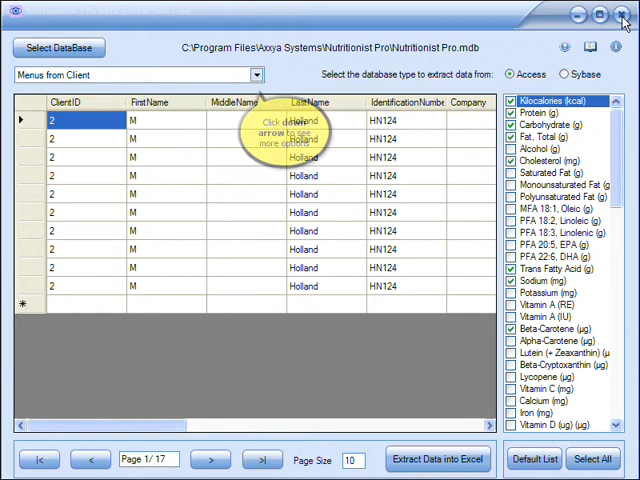 Select DataBase
C:\Program Files\Axxya Systems\Nutritionist Pro\Nutritionist Pro.mdb
Menus from Client
Select the database type to extract data from:
Access
Sybase
ClientID FirstName MiddleName LastName IdentificationNumbe Company
2 M Holland HN124
2 M Holland HN124
2 M Holland HN124
2 M Holland HN124
2 M Holland HN124
2 M Holland HN124
2 M Holland HN124
2 M Holland HN124
2 M Holland HN124
2 M Holland HN124
Click down
arrow to see
more options
Kilocalories (kcal)
Protein (g)
Carbohydrate (g)
Fat, Total (g)
Alcohol (g)
Cholesterol (mg)
Saturated Fat (g)
Monounsaturated Fat (g
Polyunsaturated Fat (g)
MFA 18:1, Oleic (g)
PFA 18:2, Linoleic (g)
PFA 18:3, Linolenic (g)
PFA 20:5, EPA (g)
PFA 22:6, DHA (g)
Trans Fatty Acid (g)
Sodium (mg)
Potassium (mg)
Vitamin A (RE)
Vitamin A (IU)
Beta-Carotene (µg)
Alpha-Carotene (µg)
Lutein (+ Zeaxanthin) (µ
Beta-Cryptoxanthin (µg)
Lycopene (µg)
Vitamin C (mg)
Calcium (mg)
Iron (mg)
Vitamin D (ug) (µg)
|<
<
Page 1/ 17
>
>|
Page Size
10
Extract Data into Excel
Default List
Select All